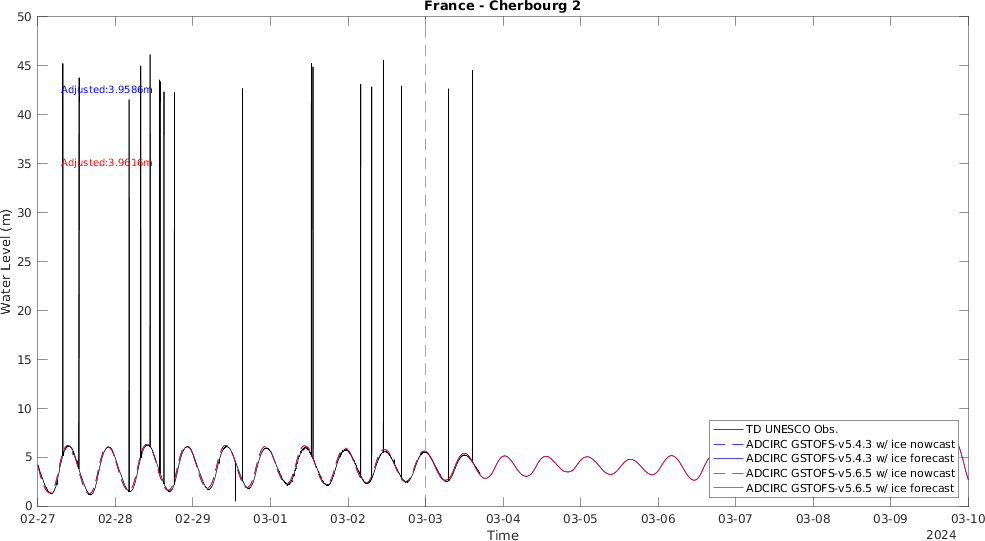 France - Cherbourg 2
50
45
40
35
30
25
20
15
10
5
0
Water Level (m)
Adjusted:3.9586m
Adjusted:3.9616m
TD UNESCO Obs.
ADCIRC GSTOFS-v5.4.3 w/ ice nowcast
ADCIRC GSTOFS-v5.4.3 w/ ice forecast
ADCIRC GSTOFS-v5.6.5 w/ ice nowcast
ADCIRC GSTOFS-v5.6.5 w/ ice forecast
02-27 02-28 02-29 03-01 03-02 03-03 03-04 03-05 03-06 03-07 03-08 03-09 03-10
Time
2024